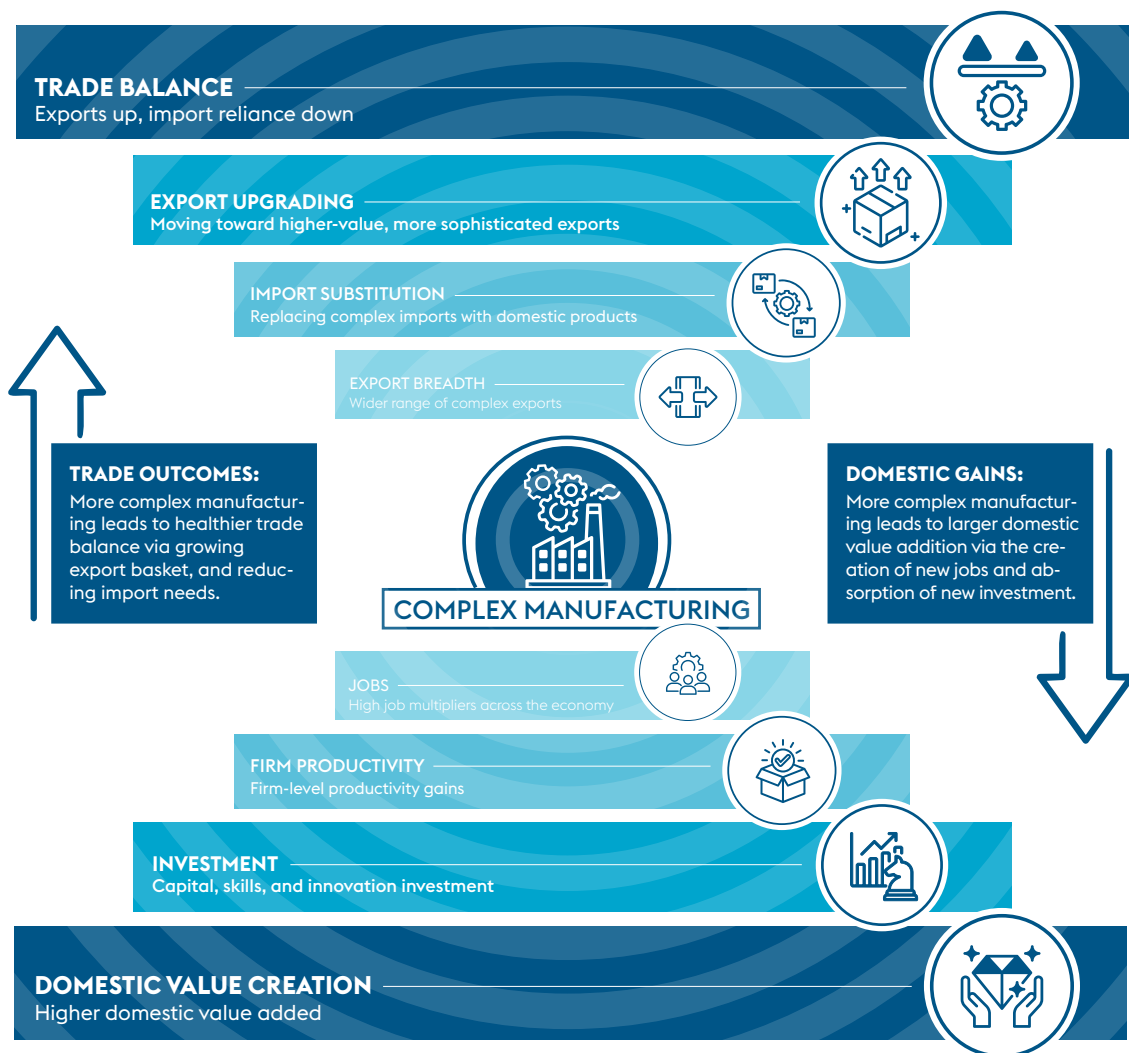 TRADE BALANCE
Exports up, import reliance down
EXPORT UPGRADING
Moving toward higher-value, more sophisticated exports
IMPORT SUBSTITUTION
Replacing complex imports with domestic products
EXPORT BREADTH
Wider range of complex exports
TRADE OUTCOMES:
More complex manufactur-
ing leads to healthier trade
balance via growing
export basket, and reduc-
ing import needs.
DOMESTIC GAINS:
More complex manufactur-
ing leads to larger domestic
value addition via the cre-
ation of new jobs and ab-
sorption of new investment.
COMPLEX MANUFACTURING
JOBS
High job multipliers across the economy
FIRM PRODUCTIVITY
Firm-level productivity gains
INVESTMENT
Capital, skills, and innovation investment
DOMESTIC VALUE CREATION
Higher domestic value added